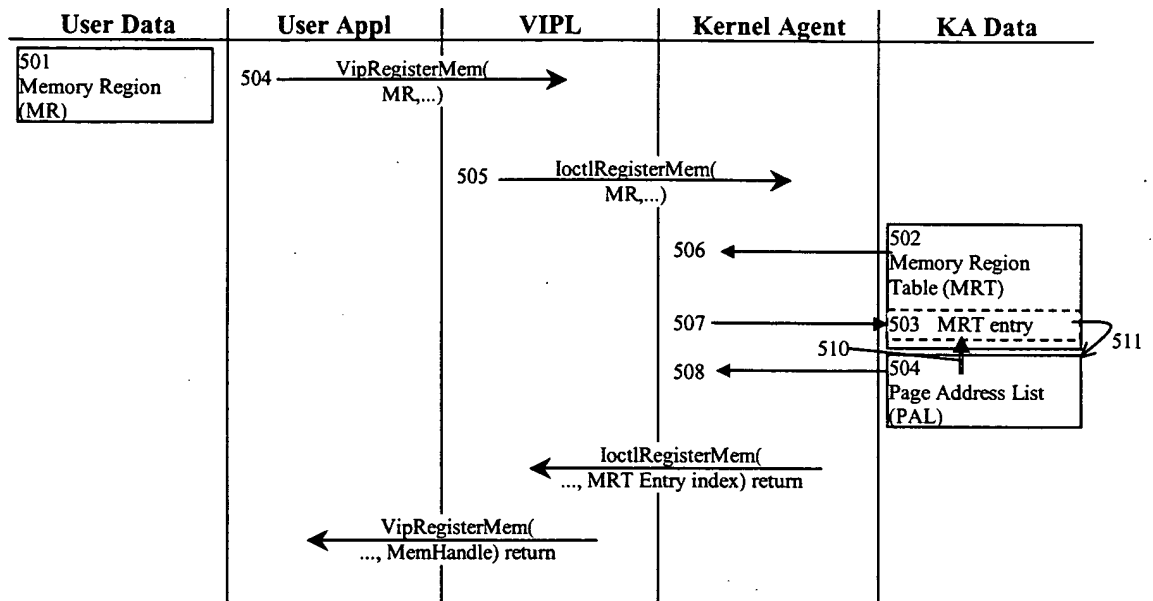 User Data User Appl VIPL Kernel Agent KA Data
501
Memory Region
(MR)
504 VipRegisterMem(
MR,...)
505 IoctlRegisterMem(
MR,...)
506
502
Memory Region
Table (MRT)
507
503 MRT entry
510
511
508
504
Page Address List
(PAL)
IoctlRegisterMem(
..., MRT Entry index) return
VipRegisterMem(
..., MemHandle) return